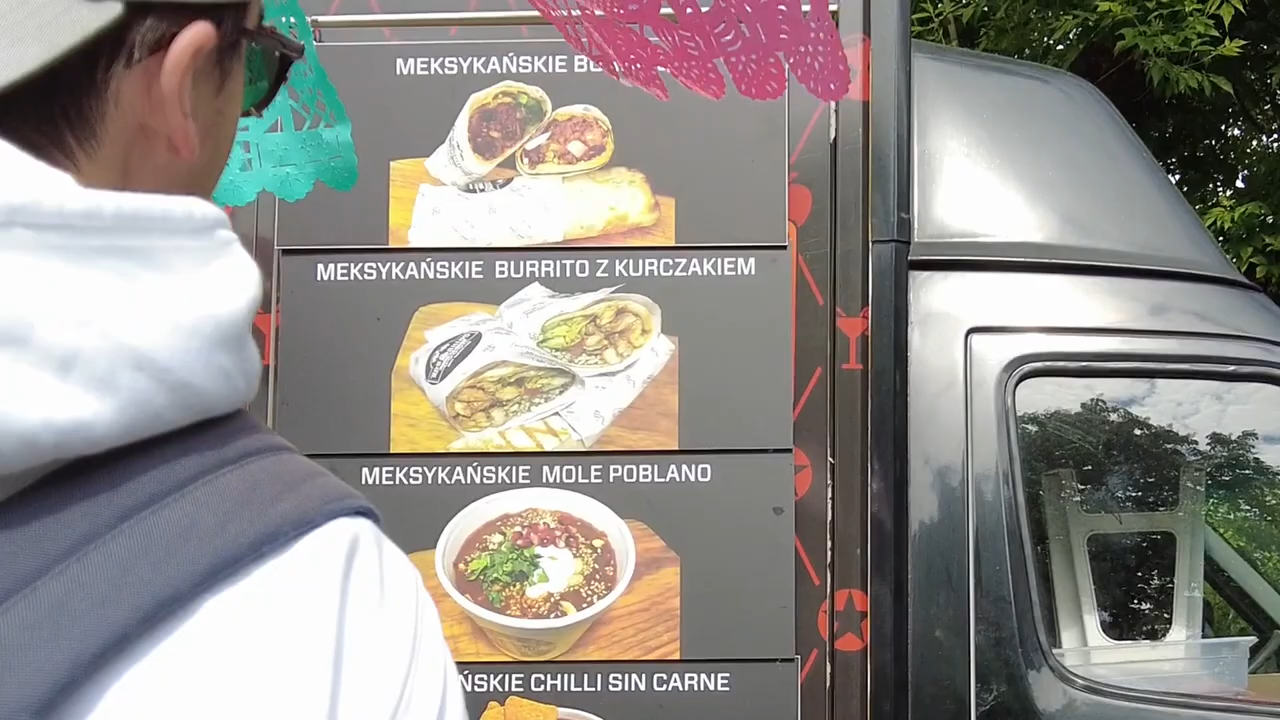 MEKSYKAŃSKIE
MEKSYKAŃSKIE BURRITO Z KURCZAKIEM
MEKSYKAŃSKIE MOLE POBLANO
CHILLI SIN CARNE